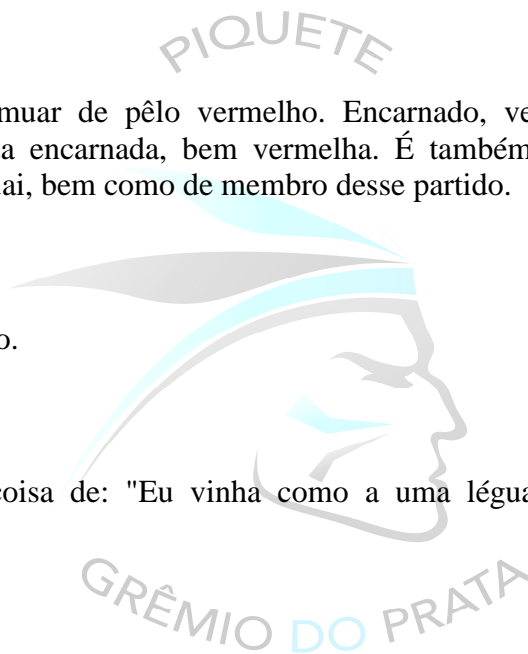 PIQUETE
muar de pêlo vermelho. Encarnado, ve
a encarnada, bem vermelha. É também
uai, bem como de membro desse partido.
o.
coisa de: "Eu vinha como a uma légua
GRÊMIO DO PRATA